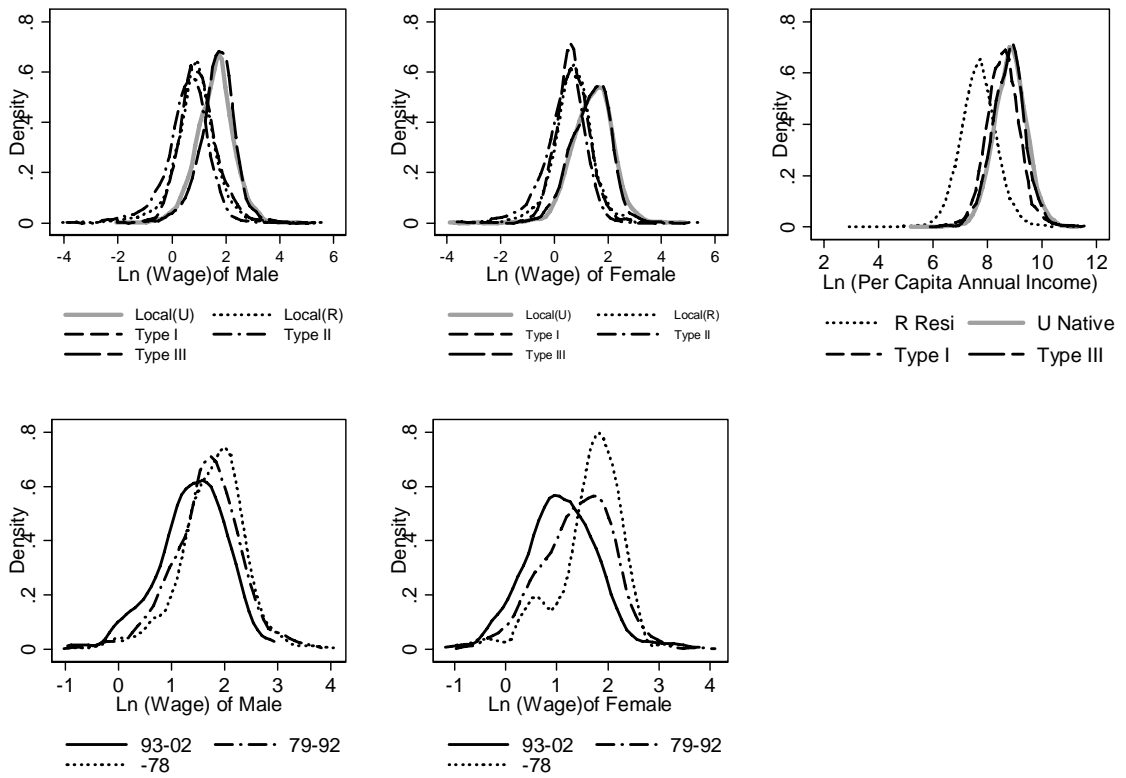 Density
.8
.6
.4
.2
0
-4 -2 0 2 4 6
Ln (Wage)of Male
Local(U) Local(R)
Type I Type II
Type III
Density
.8
.6
.4
.2
0
-4 -2 0 2 4 6
Ln (Wage) of Female
Local(U) Local(R)
Type I Type II
Type III
Density
.8
.6
.4
.2
0
2 4 6 8 10 12
Ln (Per Capita Annual Income)
R Resi U Native
Type I Type III
Density
.8
.6
.4
.2
0
-1 0 1 2 3 4
Ln (Wage) of Male
93-02 79-92
-78
Density
.8
.6
.4
.2
0
-1 0 1 2 3 4
Ln (Wage)of Female
93-02 79-92
-78